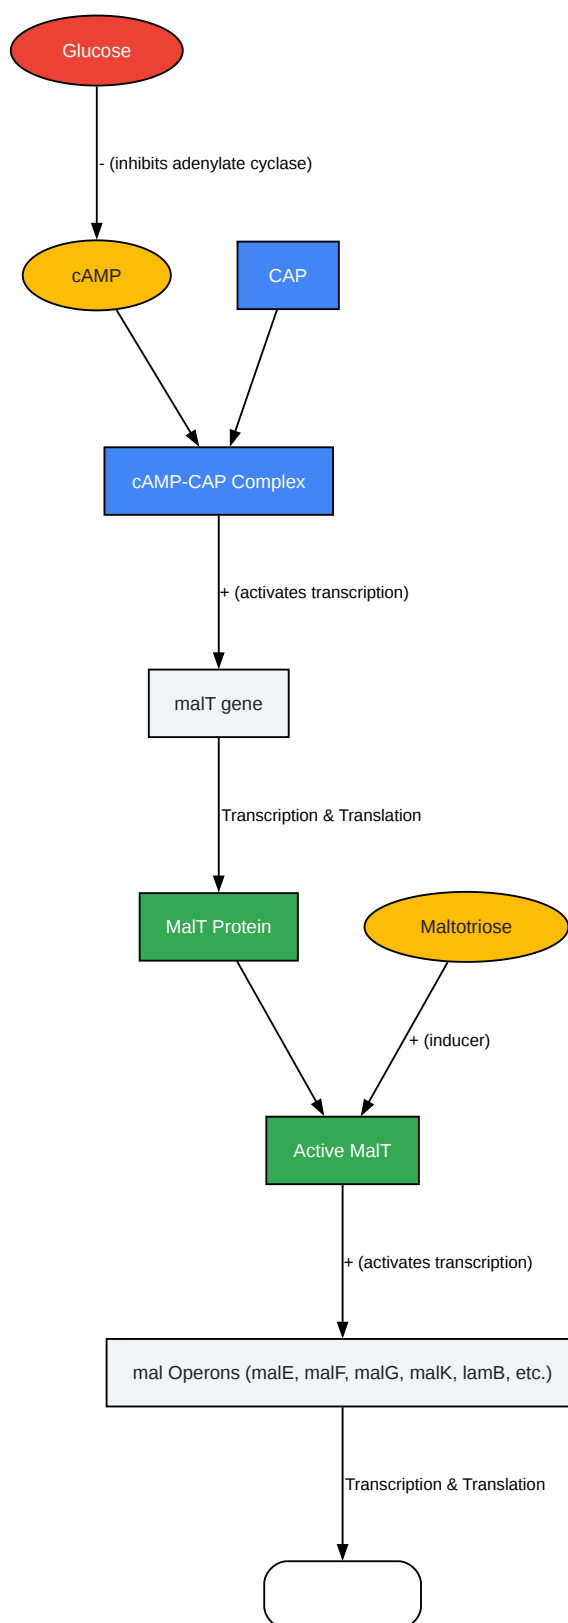 Glucose
- (inhibits adenylate cyclase)
cAMP
CAP
cAMP-CAP Complex
+ (activates transcription)
malT gene
Transcription & Translation
MalT Protein
Maltotriose
+ (inducer)
Active MalT
+ (activates transcription)
mal Operons (malE, malF, malG, malK, lamB, etc.)
Transcription & Translation